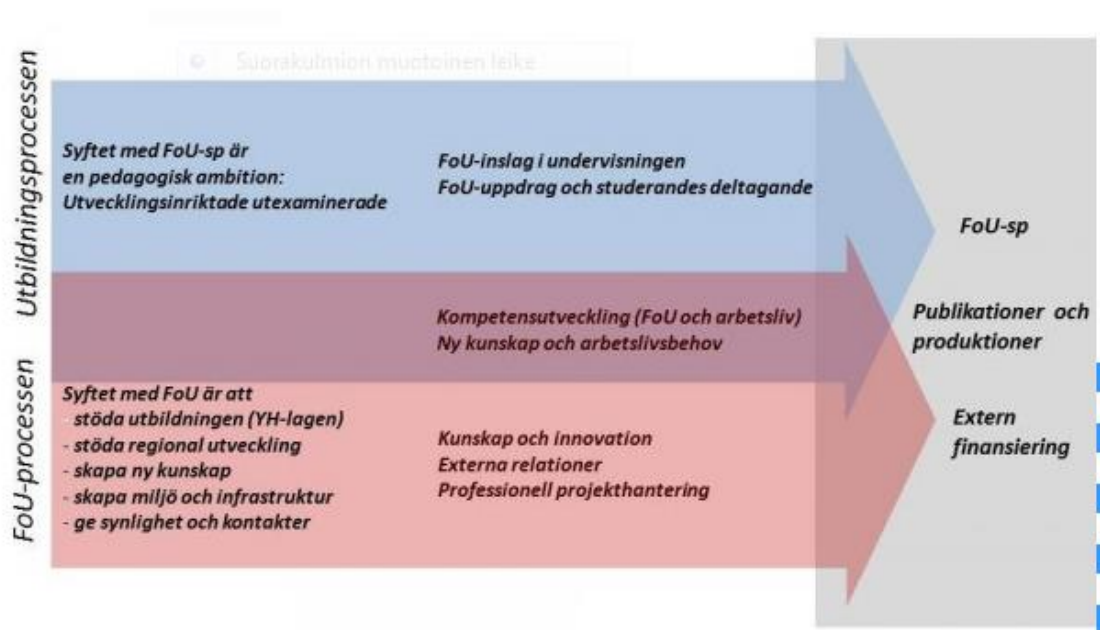 Suorakulmion muotoinen leike
Utbildningsprocessen
Syftet med FoU-sp är
en pedagogisk ambition:
Utvecklingsinriktade utexaminerade
FoU-inslag i undervisningen
FoU-uppdrag och studerandes deltagande
FoU-sp
Kompetensutveckling (FoU och arbetsliv)
Ny kunskap och arbetslivsbehov
Publikationer och
produktioner
FoU-processen
Syftet med FoU är att
- stöda utbildningen (YH-lagen)
- stöda regional utveckling
- skapa ny kunskap
- skapa miljö och infrastruktur
- ge synlighet och kontakter
Kunskap och innovation
Externa relationer
Professionell projekthantering
Extern
finansiering